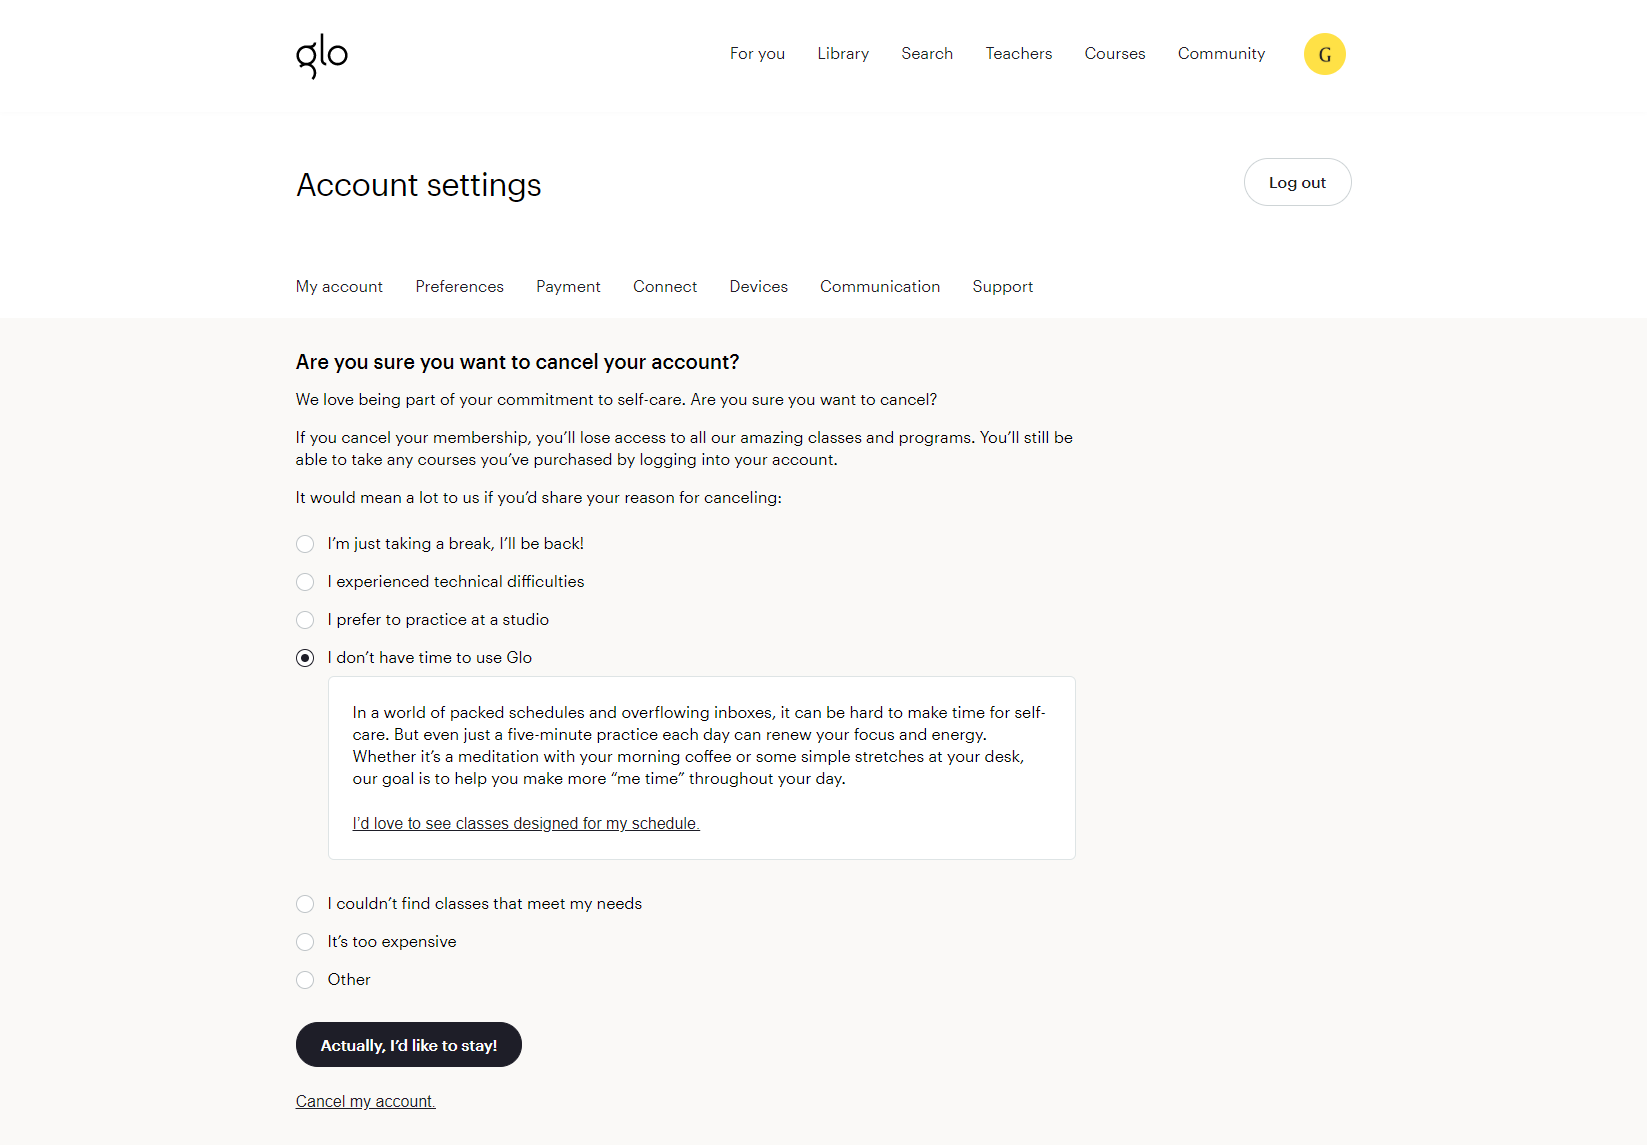 glo
For you Library Search Teachers Courses Community G
Account settings
Log out
My account Preferences Payment Connect Devices Communication Support
Are you sure you want to cancel your account?
We love being part of your commitment to self-care. Are you sure you want to cancel?
If you cancel your membership, you’ll lose access to all our amazing classes and programs. You’ll still be
able to take any courses you’ve purchased by logging into your account.
It would mean a lot to us if you’d share your reason for canceling:
I’m just taking a break, I’ll be back!
I experienced technical difficulties
I prefer to practice at a studio
I don’t have time to use Glo
In a world of packed schedules and overflowing inboxes, it can be hard to make time for self-
care. But even just a five-minute practice each day can renew your focus and energy.
Whether it’s a meditation with your morning coffee or some simple stretches at your desk,
our goal is to help you make more “me time” throughout your day.
I’d love to see classes designed for my schedule.
I couldn’t find classes that meet my needs
It’s too expensive
Other
Actually, I’d like to stay!
Cancel my account.